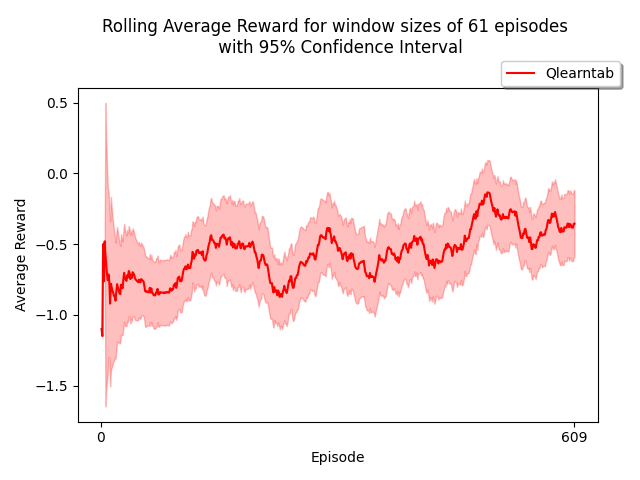 Rolling Average Reward for window sizes of 61 episodes
with 95% Confidence Interval
Qlearntab
0.5
0.0
−0.5
−1.0
−1.5
Average Reward
0
609
Episode